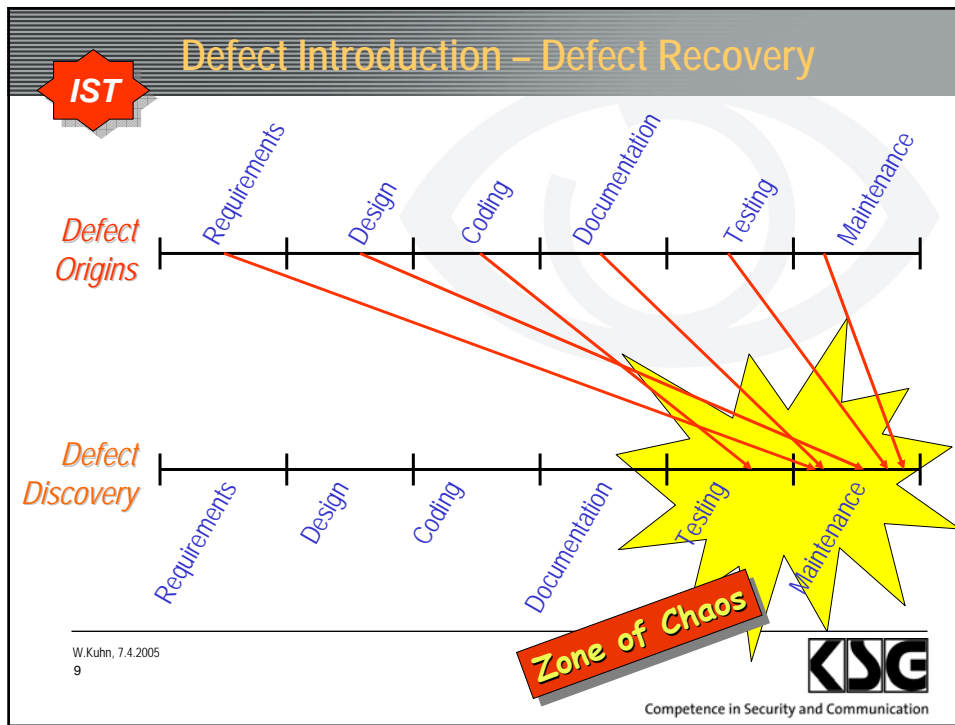 Defect Introduction – Defect Recovery
IST
Requirements
Design
Coding
Documentation
Testing
Maintenance
Defect
Origins
Defect
Discovery
Requirements
Design
Coding
Documentation
Testing
Maintenance
Zone of Chaos
W.Kuhn, 7.4.2005
9
KSG
Competence in Security and Communication